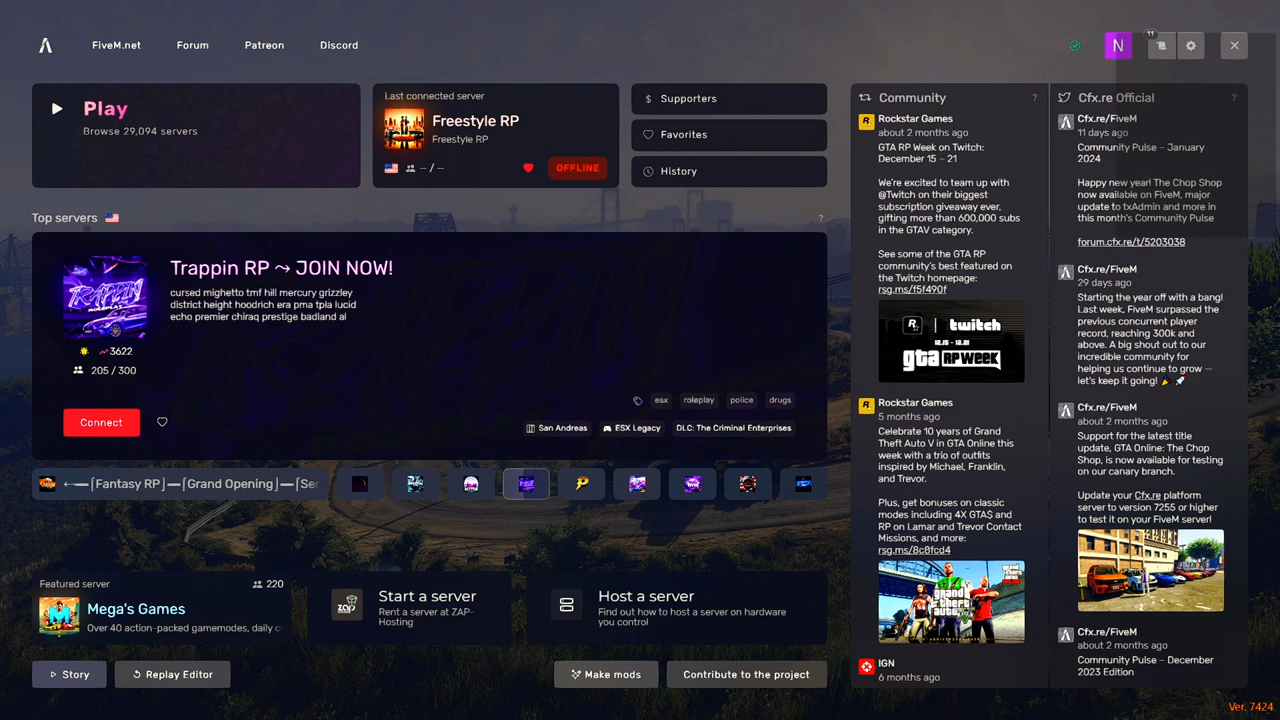 FiveM.net
Forum
Patreon
Discord
N
11
Play
Browse 29,094 servers
Last connected server
Freestyle RP
Freestyle RP
– / –
OFFLINE
$ Supporters
Favorites
History
Top servers
?
Trappin RP ⤳ JOIN NOW!
cursed mighetto tmf hill mercury grizzley
district height hoodrich era pma tpla lucid
echo premier chiraq prestige badland al
TRAPPIN
ROLEPLAY
3622
205 / 300
Connect
esx
roleplay
police
drugs
San Andreas
ESX Legacy
DLC: The Criminal Enterprises
[Fantasy RP]—[Grand Opening]—[Ser
Featured server
220
Mega's Games
Over 40 action-packed gamemodes, daily c
ZAP
Start a server
Rent a server at ZAP-
Hosting
Host a server
Find out how to host a server on hardware
you control
Story
Replay Editor
Make mods
Contribute to the project
Community
?
Rockstar Games
about 2 months ago
GTA RP Week on Twitch:
December 15 – 21
We're excited to team up with
@Twitch on their biggest
subscription giveaway ever,
gifting more than 600,000 subs
in the GTAV category.
See some of the GTA RP
community's best featured on
the Twitch homepage:
rsg.ms/f5f490f
R | twitch
12.15 - 12.21
gta RP WEEK
Rockstar Games
5 months ago
Celebrate 10 years of Grand
Theft Auto V in GTA Online this
week with a trio of outfits
inspired by Michael, Franklin,
and Trevor.
Plus, get bonuses on classic
modes including 4X GTA$ and
RP on Lamar and Trevor Contact
Missions, and more:
rsg.ms/8c8fcd4
grand
theft
auto
IGN
6 months ago
Cfx.re Official
?
Cfx.re/FiveM
11 days ago
Community Pulse – January
2024
Happy new year! The Chop Shop
now available on FiveM, major
update to txAdmin and more in
this month's Community Pulse
forum.cfx.re/t/5203038
Cfx.re/FiveM
29 days ago
Starting the year off with a bang!
Last week, FiveM surpassed the
previous concurrent player
record, reaching 300k and
above. A big shout out to our
incredible community for
helping us continue to grow —
let's keep it going! 🎉 🚀
Cfx.re/FiveM
about 2 months ago
Support for the latest title
update, GTA Online: The Chop
Shop, is now available for testing
on our canary branch.
Update your Cfx.re platform
server to version 7255 or higher
to test it on your FiveM server!
Cfx.re/FiveM
about 2 months ago
Community Pulse – December
2023 Edition
Ver. 7424